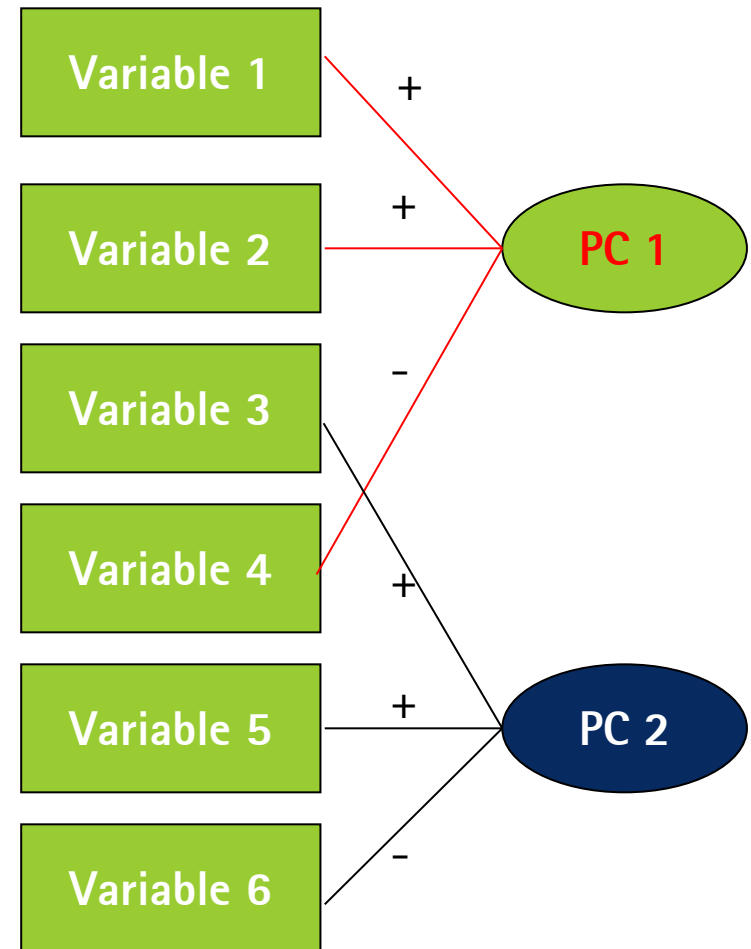 Variable 1
+
Variable 2
+
PC 1
-
Variable 3
Variable 4
+
Variable 5
+
PC 2
-
Variable 6